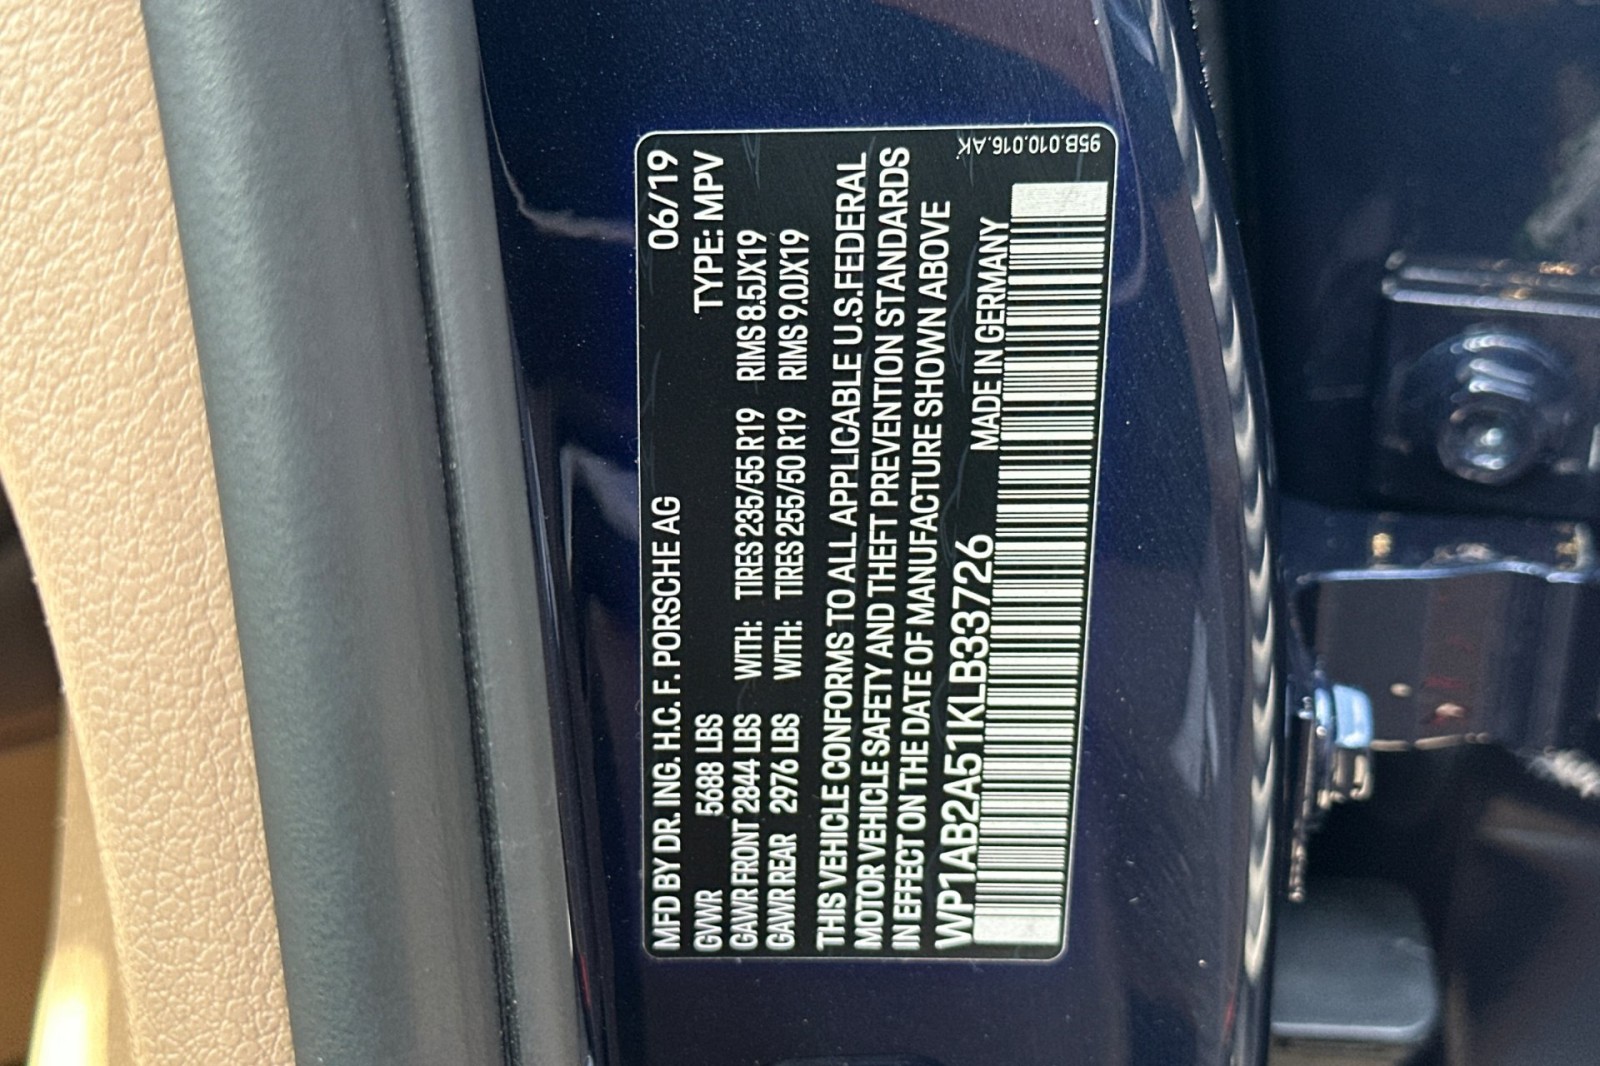 MFD BY DR. ING. H.C. F. PORSCHE AG 06/19
GVWR 5688 LBS TYPE: MPV
GAWR FRONT 2844 LBS WITH: TIRES 235/55 R19 RIMS 8.5JX19
GAWR REAR 2976 LBS WITH: TIRES 255/50 R19 RIMS 9.0JX19
THIS VEHICLE CONFORMS TO ALL APPLICABLE U.S.FEDERAL
MOTOR VEHICLE SAFETY AND THEFT PREVENTION STANDARDS
IN EFFECT ON THE DATE OF MANUFACTURE SHOWN ABOVE
WP1AB2A51KLB33726 MADE IN GERMANY
95B.010.016.AK